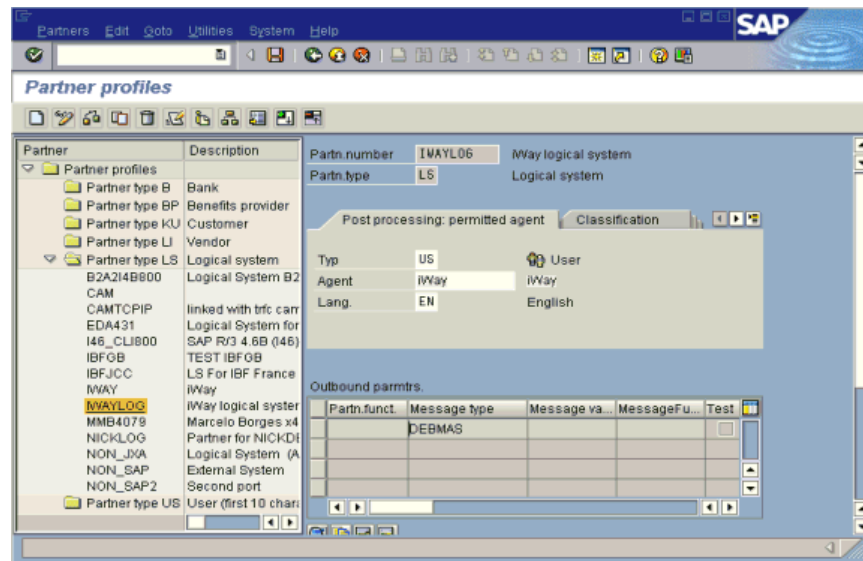 Partners Edit Goto Utilities System Help
SAP
Partner profiles
Partner Description
Partner profiles
Partner type B Bank
Partner type BP Benefits provider
Partner type KU Customer
Partner type LI Vendor
Partner type LS Logical system
B2A2I4B800 Logical System B2
CAM
CAMTCPIP linked with trfc cam
EDA431 Logical System for
I46_CLI800 SAP R/3 4.6B (I46)
IBFGB TEST IBFGB
IBFJCC LS For IBF France
IWAY iWay
IWAYLOG iWay logical syster
MMB4079 Marcelo Borges x4
NICKLOG Partner for NICKDE
NON_JXA Logical System (A
NON_SAP External System
NON_SAP2 Second port
Partner type US User (first 10 chara
Partn.number IWAYLOG iWay logical system
Partn.type LS Logical system
Post processing: permitted agent Classification
Typ US User
Agent iWay iWay
Lang. EN English
Outbound parmtrs.
Partn.funct. Message type Message va... MessageFu... Test
DEBMAS